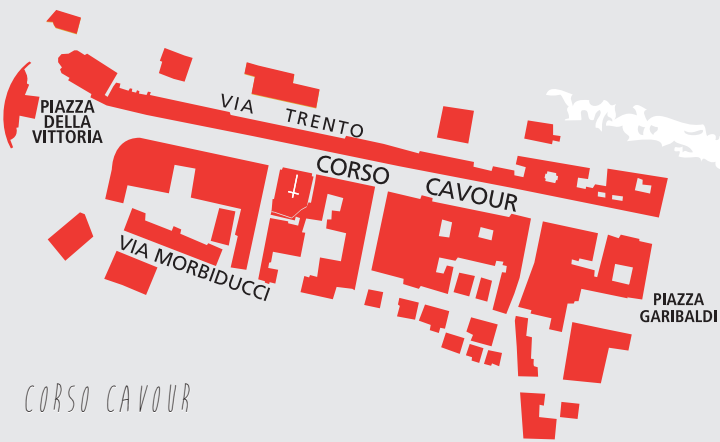 PIAZZA
DELLA
VITTORIA
VIA TRENTO
CORSO CAVOUR
VIA MORBIDUCCI
PIAZZA
GARIBALDI
CORSO CAVOUR